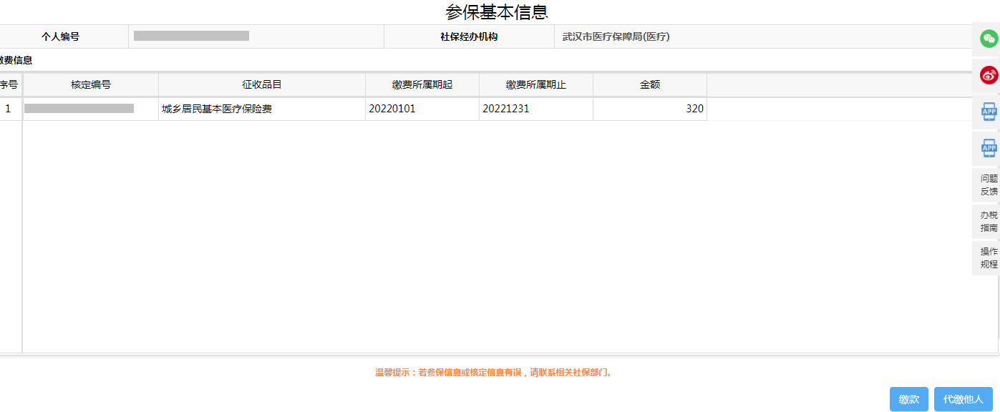 参保基本信息
个人编号 社保经办机构 武汉市医疗保障局(医疗)
缴费信息
序号 核定编号 征收品目 缴费所属期起 缴费所属期止 金额
1 城乡居民基本医疗保险费 20220101 20221231 320
APP
APP
问题
反馈
办税
指南
操作
规程
温馨提示：若参保信息或核定信息有误，请联系相关社保部门。
缴款 代缴他人